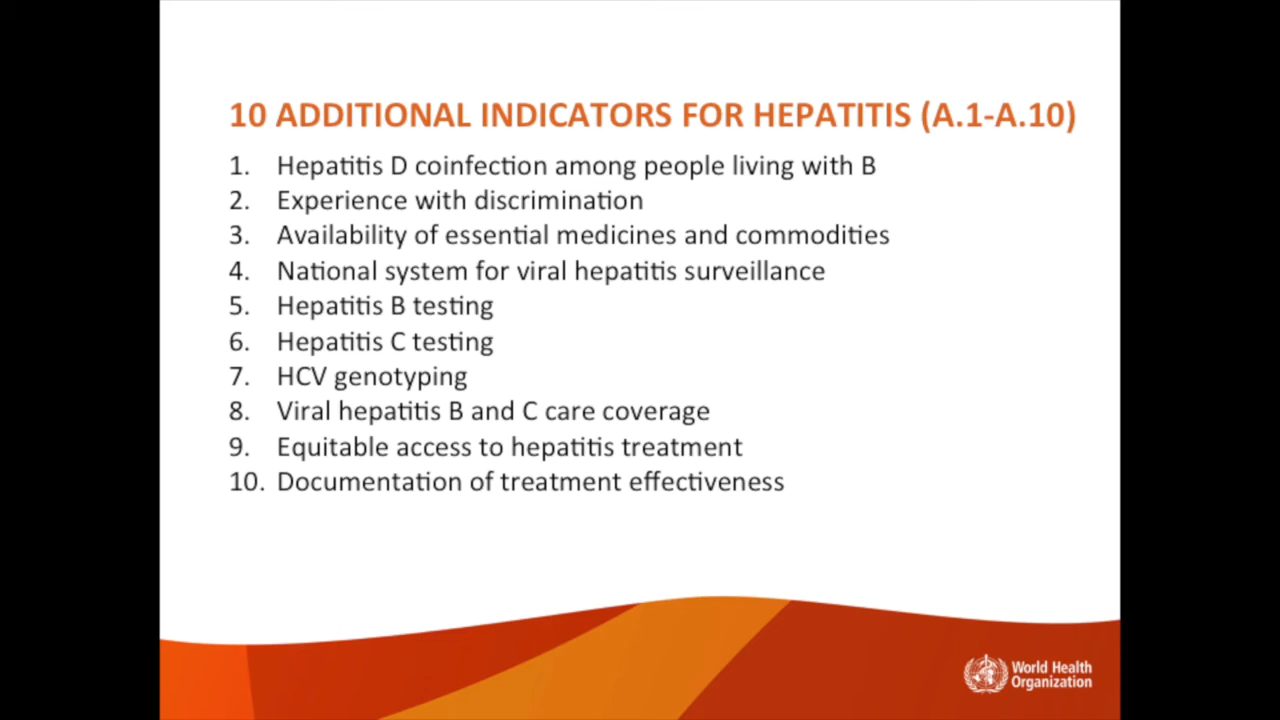 10 ADDITIONAL INDICATORS FOR HEPATITIS (A.1-A.10)
1. Hepatitis D coinfection among people living with B
2. Experience with discrimination
3. Availability of essential medicines and commodities
4. National system for viral hepatitis surveillance
5. Hepatitis B testing
6. Hepatitis C testing
7. HCV genotyping
8. Viral hepatitis B and C care coverage
9. Equitable access to hepatitis treatment
10. Documentation of treatment effectiveness
World Health
Organization